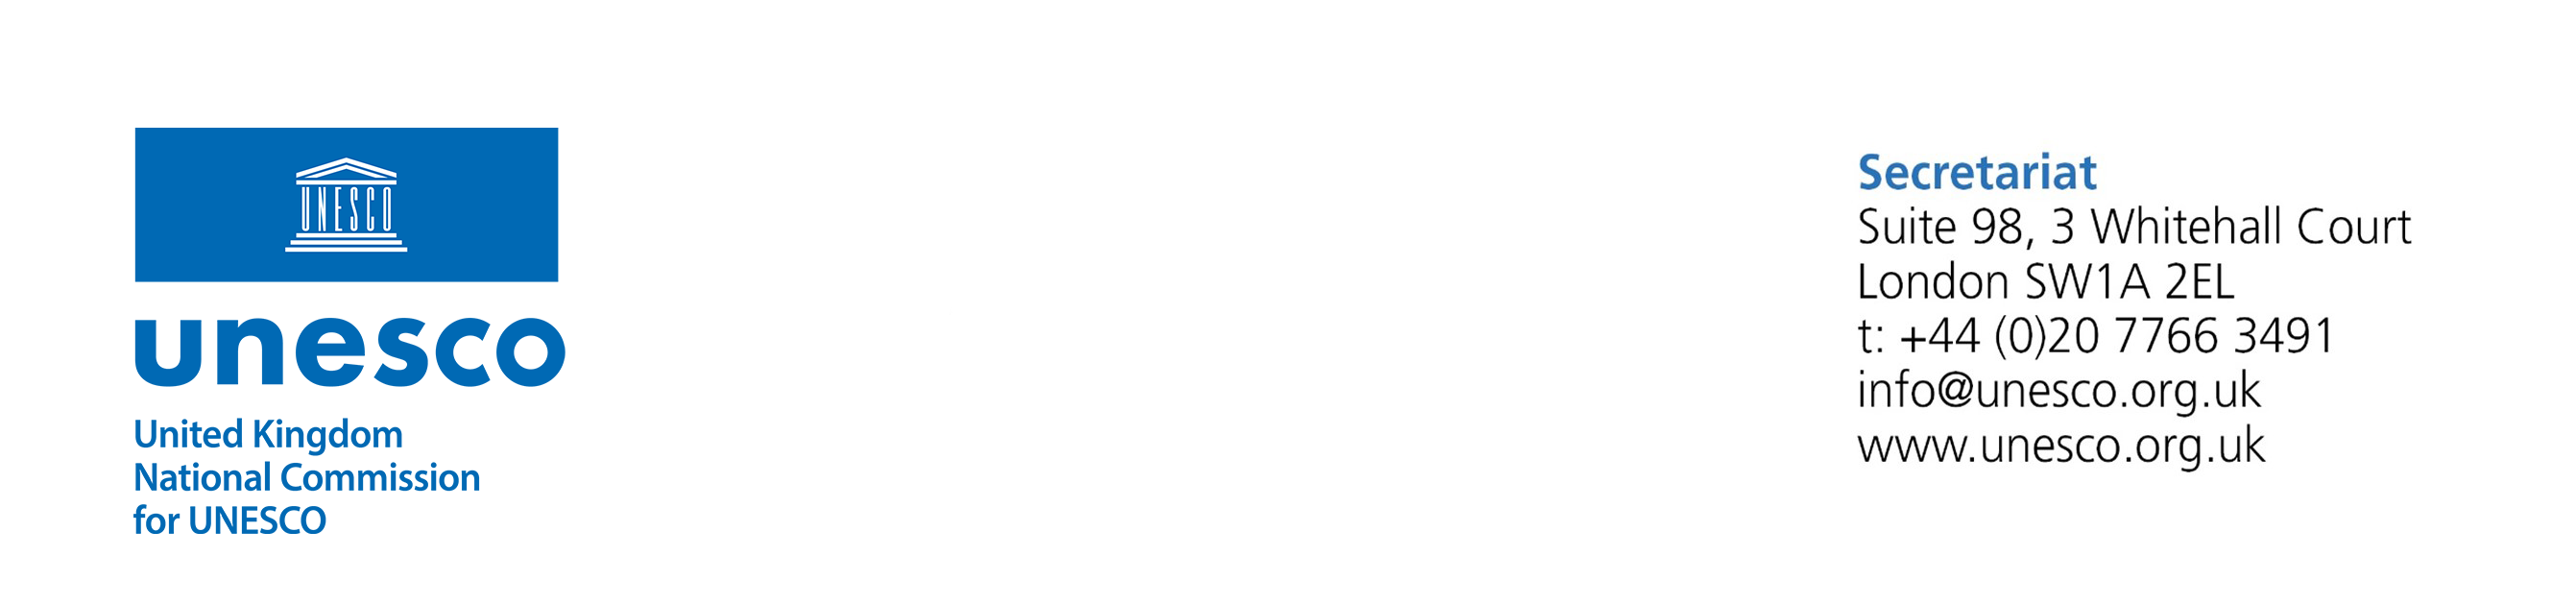 UNESCO
unesco
United Kingdom
National Commission
for UNESCO
Secretariat
Suite 98, 3 Whitehall Court
London SW1A 2EL
t: +44 (0)20 7766 3491
info@unesco.org.uk
www.unesco.org.uk